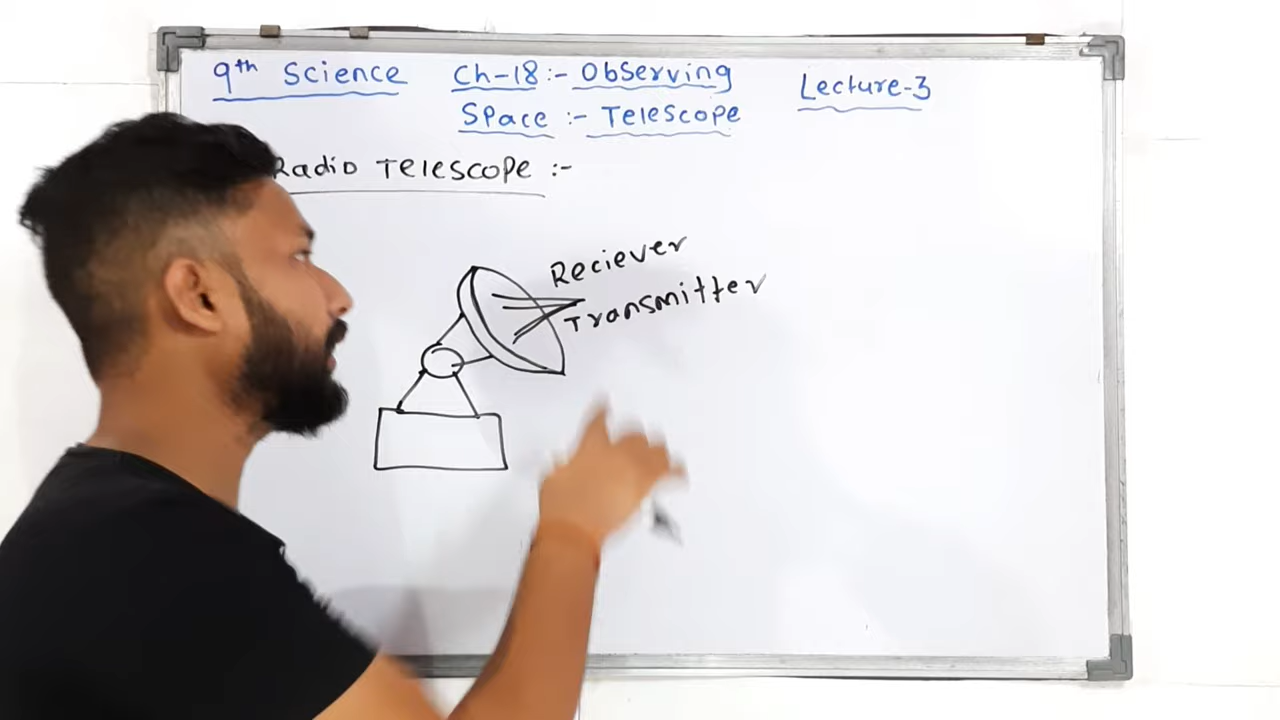 9th Science Ch-18:- Observing Lecture-3
Space :- Telescope
Radio Telescope :-
Reciever
Transmitter